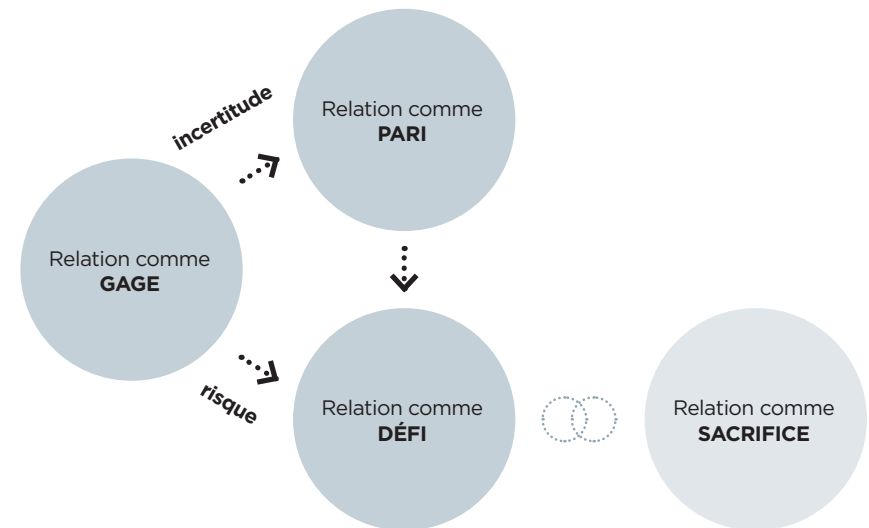 incertitude
Relation comme
PARI
Relation comme
GAGE
risque
Relation comme
DÉFI
Relation comme
SACRIFICE